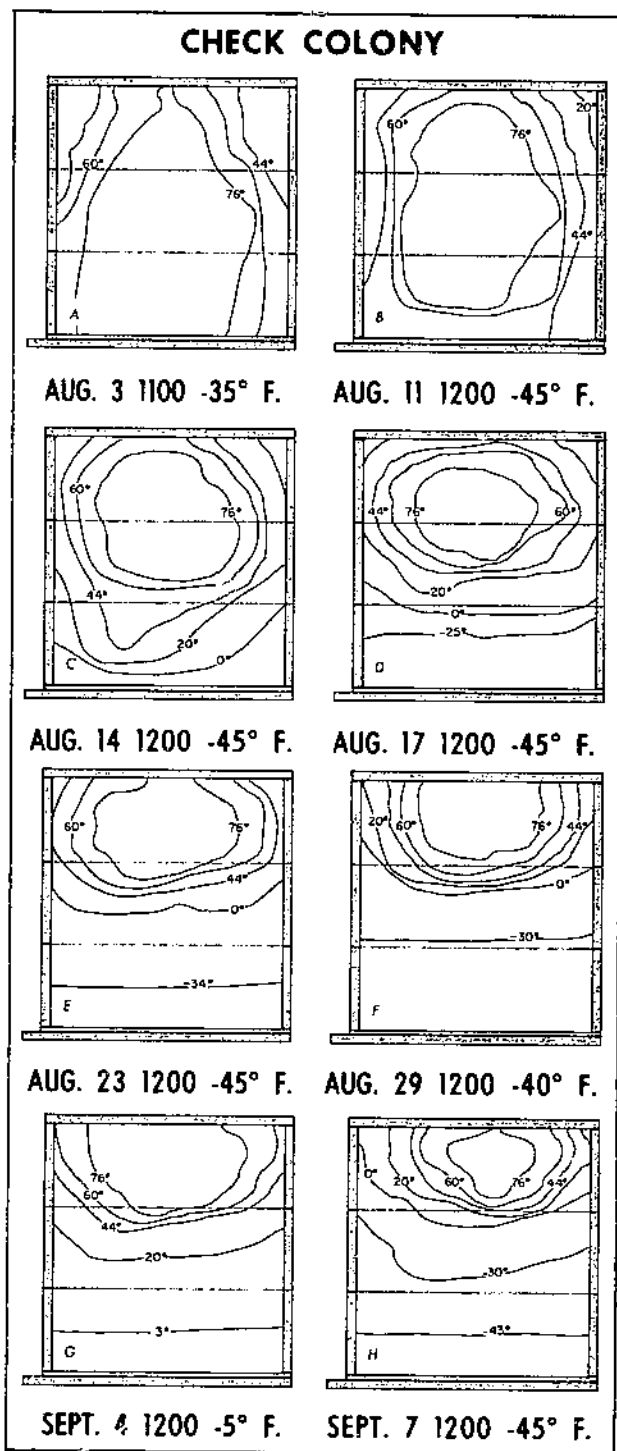 CHECK COLONY
60° 44° 76° A
60° 76° 20° 44° B
AUG. 3 1100 -35° F. AUG. 11 1200 -45° F.
60° 76° 44° 20° 0° C
44° 76° 60° 20° 0° -25° D
AUG. 14 1200 -45° F. AUG. 17 1200 -45° F.
60° 76° 44° 0° -34° E
20° 60° 76° 44° 0° -30° F
AUG. 23 1200 -45° F. AUG. 29 1200 -40° F.
76° 60° 44° 20° 3° G
0° 20° 60° 76° 44° -30° -43° H
SEPT. 4 1200 -5° F. SEPT. 7 1200 -45° F.